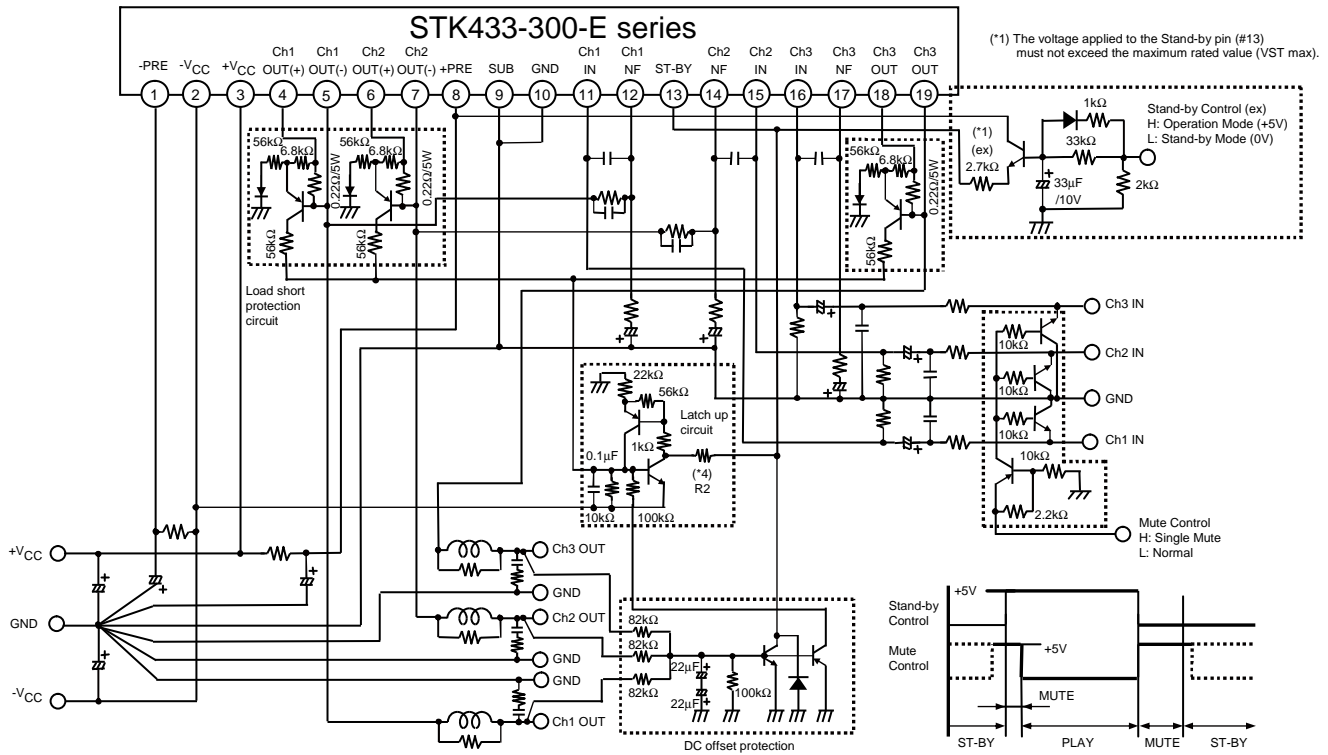 STK433-300-E series
(*1) The voltage applied to the Stand-by pin (#13)
must not exceed the maximum rated value (VST max).
-PRE -VCC +VCC Ch1 OUT(+) Ch1 OUT(-) Ch2 OUT(+) Ch2 OUT(-) +PRE SUB GND Ch1 IN Ch1 NF ST-BY Ch2 NF Ch2 IN Ch3 IN Ch3 NF Ch3 OUT Ch3 OUT
1 2 3 4 5 6 7 8 9 10 11 12 13 14 15 16 17 18 19
56kΩ
6.8kΩ
0.22Ω/5W
56kΩ
56kΩ
6.8kΩ
0.22Ω/5W
56kΩ
Load short
protection
circuit
56kΩ
6.8kΩ
0.22Ω/5W
56kΩ
(*1)
(ex)
2.7kΩ
1kΩ
33kΩ
33µF
/10V
2kΩ
Stand-by Control (ex)
H: Operation Mode (+5V)
L: Stand-by Mode (0V)
Ch3 IN
10kΩ
Ch2 IN
10kΩ
GND
10kΩ
Ch1 IN
10kΩ
2.2kΩ
Mute Control
H: Single Mute
L: Normal
22kΩ
56kΩ
Latch up
circuit
1kΩ
0.1µF
(*4)
R2
10kΩ
100kΩ
+VCC
GND
-VCC
Ch3 OUT
GND
Ch2 OUT
GND
GND
Ch1 OUT
82kΩ
82kΩ
82kΩ
22µF
22µF
100kΩ
DC offset protection
Stand-by
Control
+5V
Mute
Control
+5V
MUTE
ST-BY PLAY MUTE ST-BY